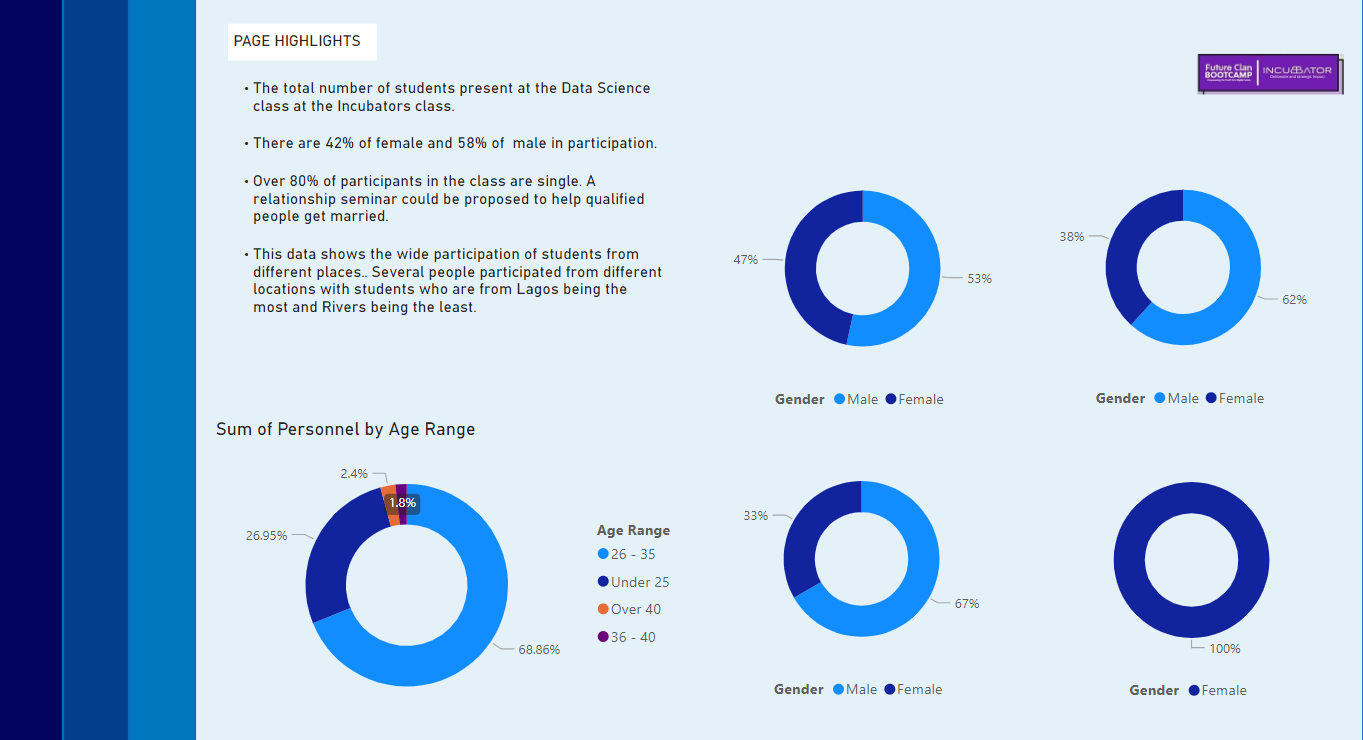 PAGE HIGHLIGHTS
• The total number of students present at the Data Science
class at the Incubators class.
• There are 42% of female and 58% of  male in participation.
• Over 80% of participants in the class are single. A
relationship seminar could be proposed to help qualified
people get married.
• This data shows the wide participation of students from
different places.. Several people participated from different
locations with students who are from Lagos being the
most and Rivers being the least.
Future Clan
BOOTCAMP
INCUBATOR
47%
53%
Gender Male Female
38%
62%
Gender Male Female
Sum of Personnel by Age Range
2.4%
1.8%
26.95%
68.86%
Age Range
26 - 35
Under 25
Over 40
36 - 40
33%
67%
Gender Male Female
100%
Gender Female